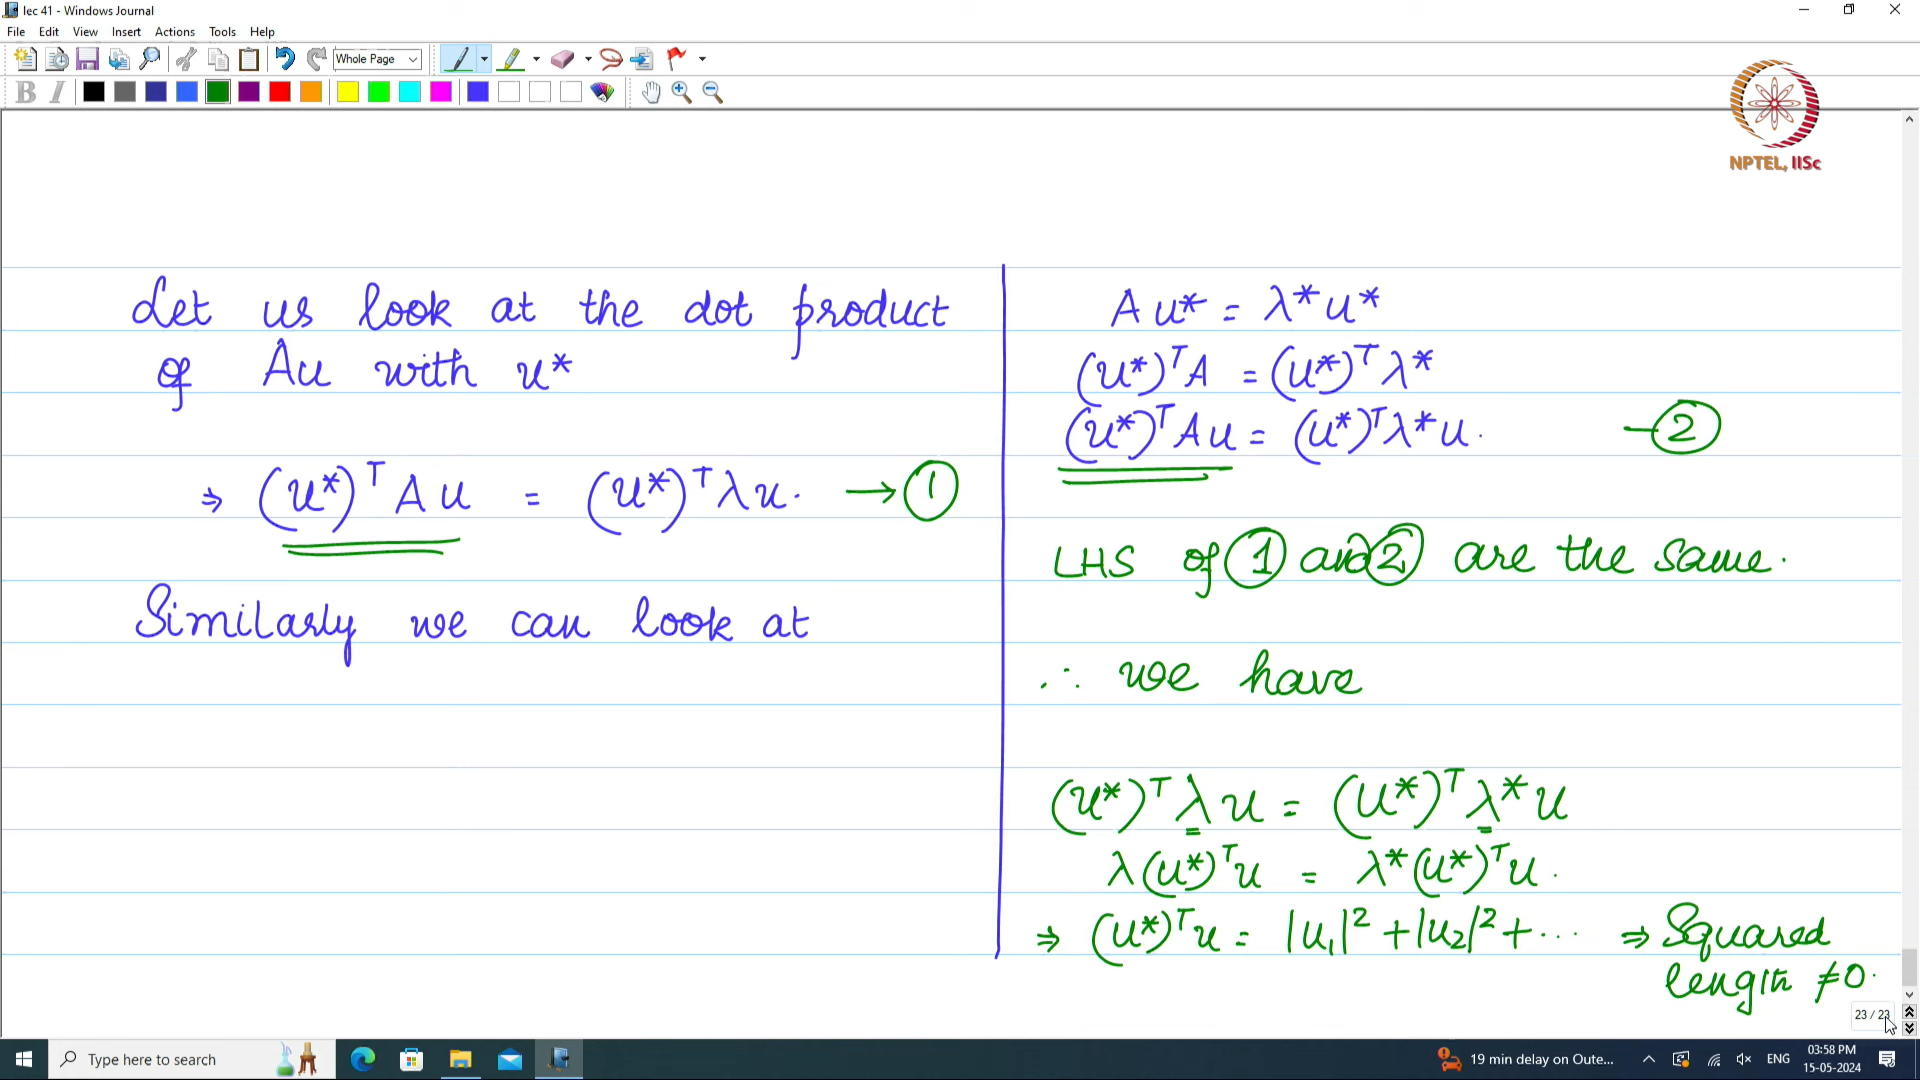 lec 41 - Windows Journal
File Edit View Insert Actions Tools Help
Whole Page
B I
NPTEL, IISc
Let us look at the dot product
of Au with u*
⇒ (u*)ᵀ A u = (u*)ᵀ λ u. → ①
Similarly we can look at
A u* = λ* u*
(u*)ᵀ A = (u*)ᵀ λ*
(u*)ᵀ A u = (u*)ᵀ λ* u. - ②
LHS of ① and ② are the same.
∴ we have
(u*)ᵀ λ u = (u*)ᵀ λ* u
λ (u*)ᵀ u = λ* (u*)ᵀ u.
⇒ (u*)ᵀ u = |u₁|² + |u₂|² + ... ⇒ Squared
length ≠ 0.
23 / 23
Type here to search
19 min delay on Oute...
ENG
03:58 PM
15-05-2024